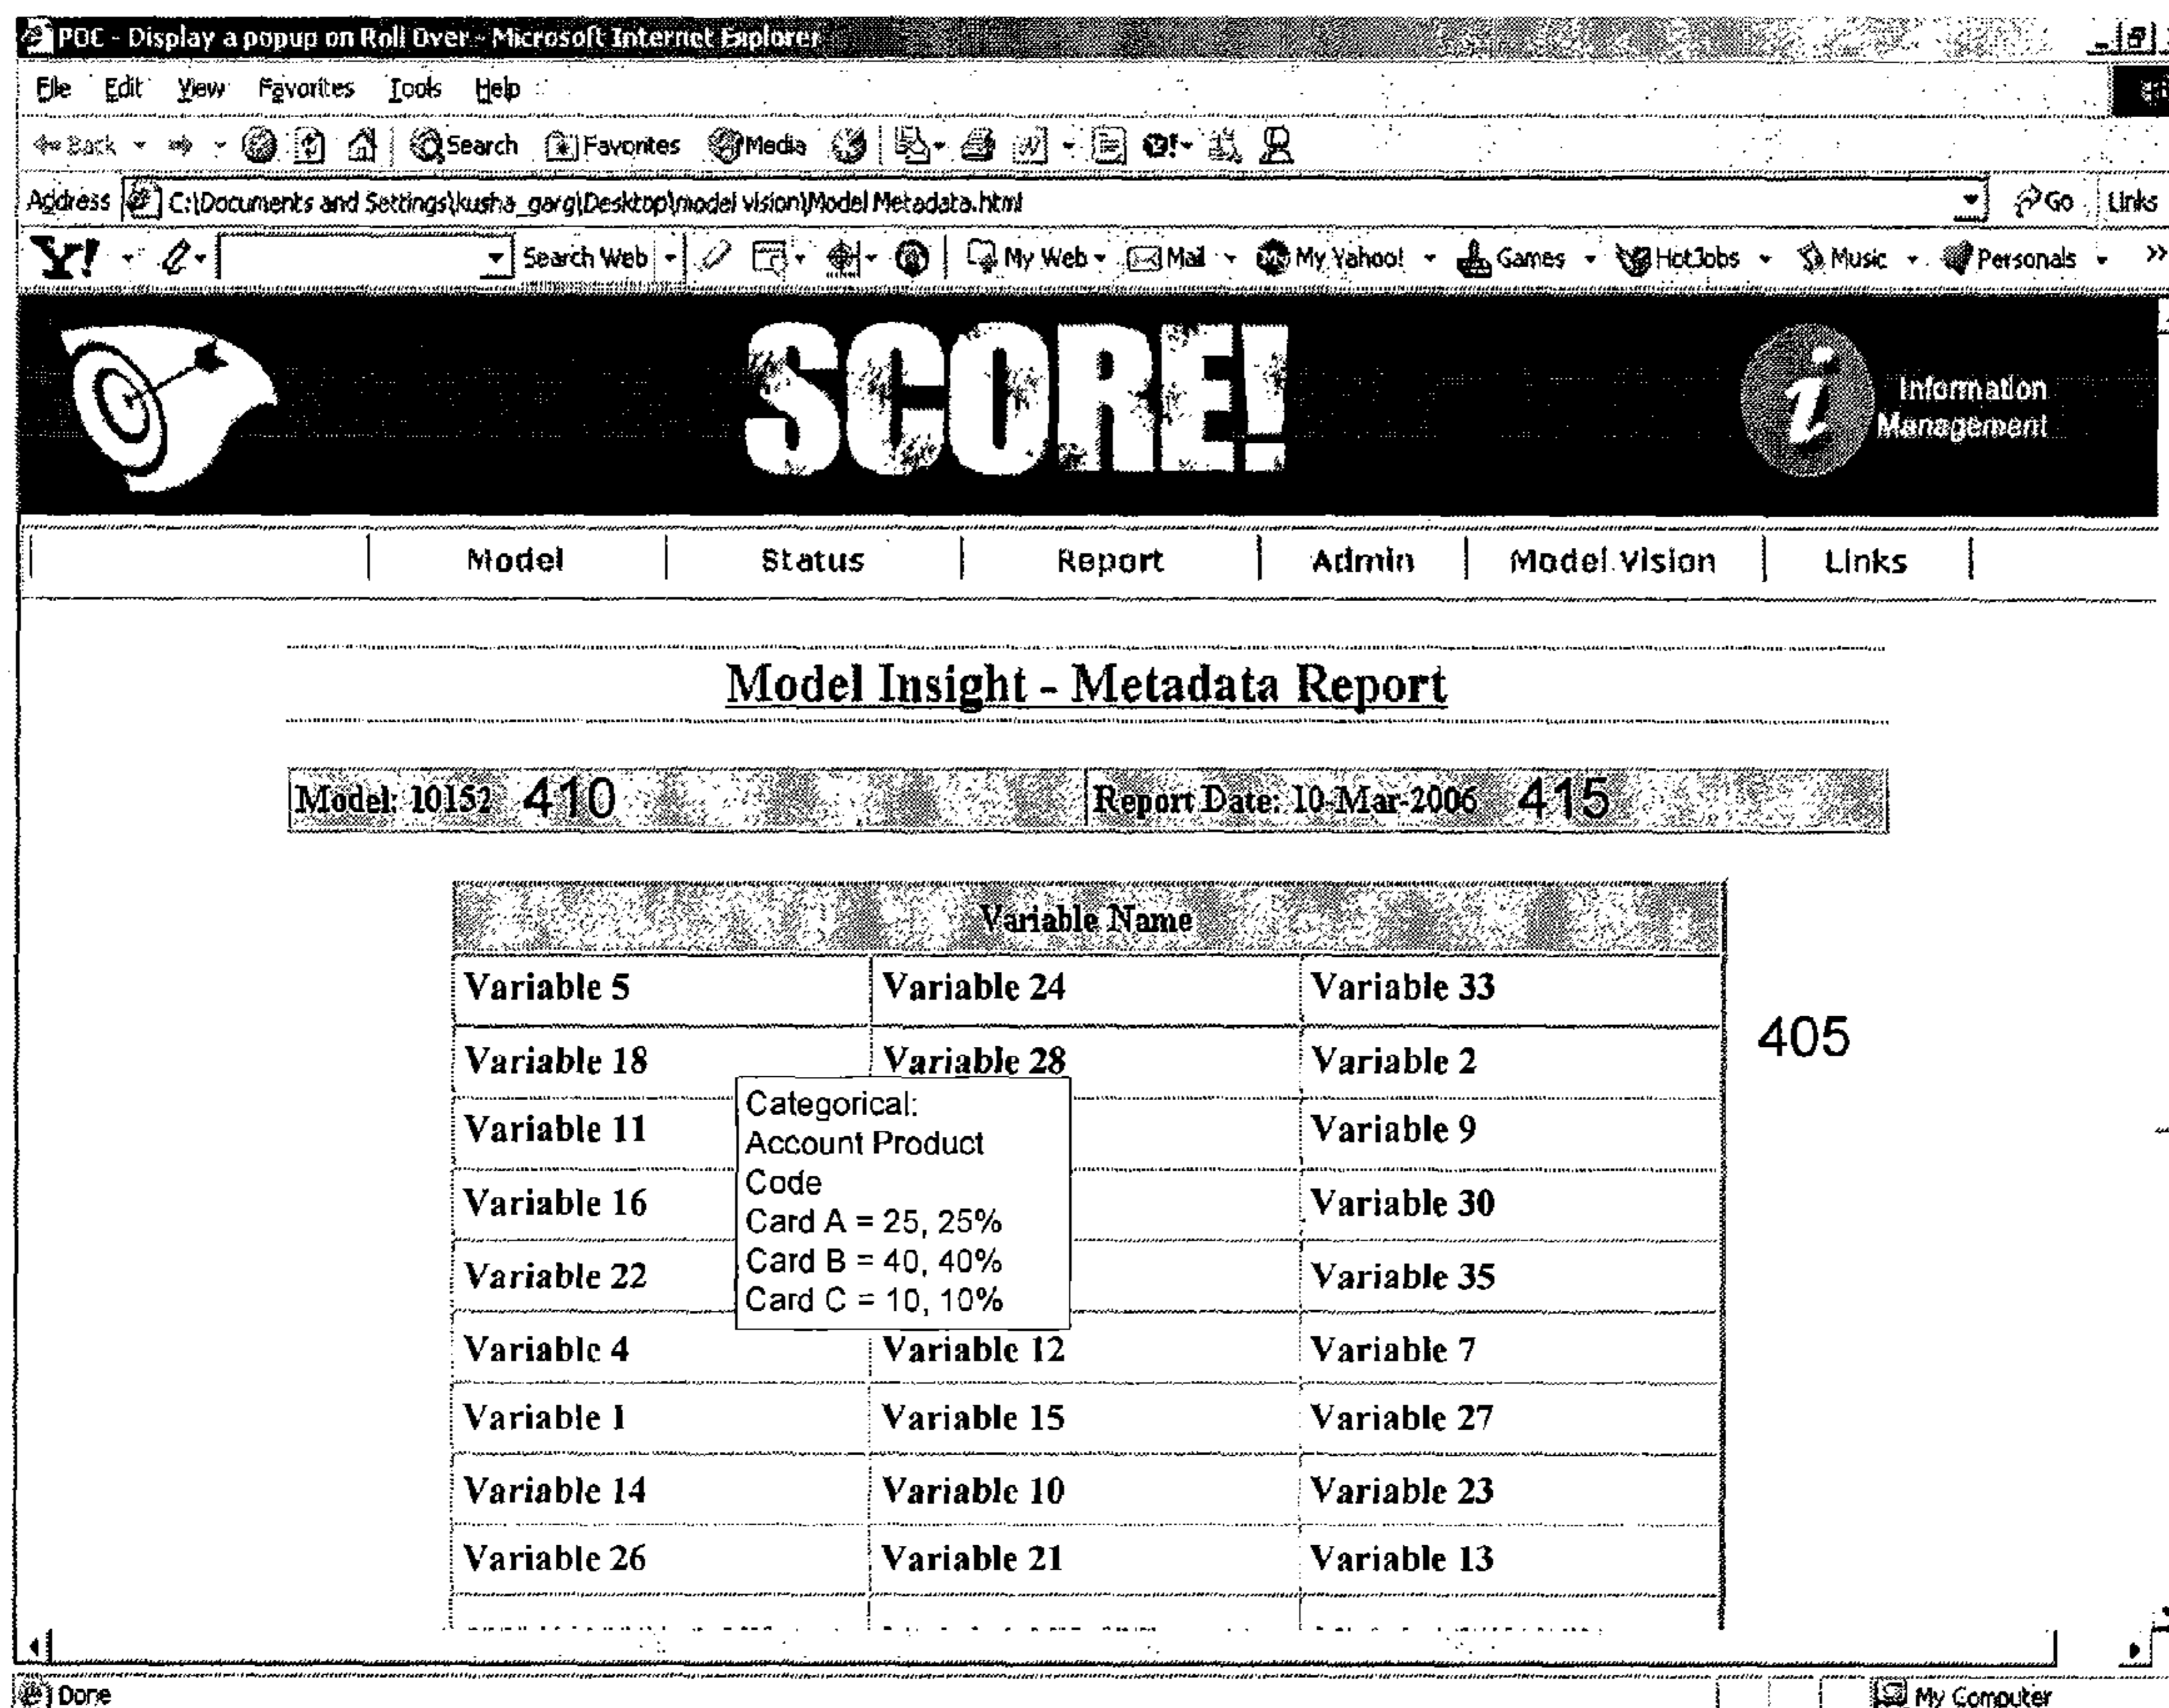 POC - Display a popup on Roll Over - Microsoft Internet Explorer
File Edit View Favorites Tools Help
Back Search Favorites Media
Address C:\Documents and Settings\kusha_garg\Desktop\model vision\Model Metadata.html Go Links
Y! Search Web My Web Mail My Yahoo! Games HotJobs Music Personals »
SCORE!
i Information
Management
Model Status Report Admin Model Vision Links
Model Insight - Metadata Report
Model: 10152 410 Report Date: 10-Mar-2006 415
Variable Name
Variable 5 Variable 24 Variable 33
405
Variable 18 Variable 28 Variable 2
Categorical:
Account Product
Code
Card A = 25, 25%
Card B = 40, 40%
Card C = 10, 10%
Variable 11 Variable 9
Variable 16 Variable 30
Variable 22 Variable 35
Variable 4 Variable 12 Variable 7
Variable 1 Variable 15 Variable 27
Variable 14 Variable 10 Variable 23
Variable 26 Variable 21 Variable 13
Done My Computer